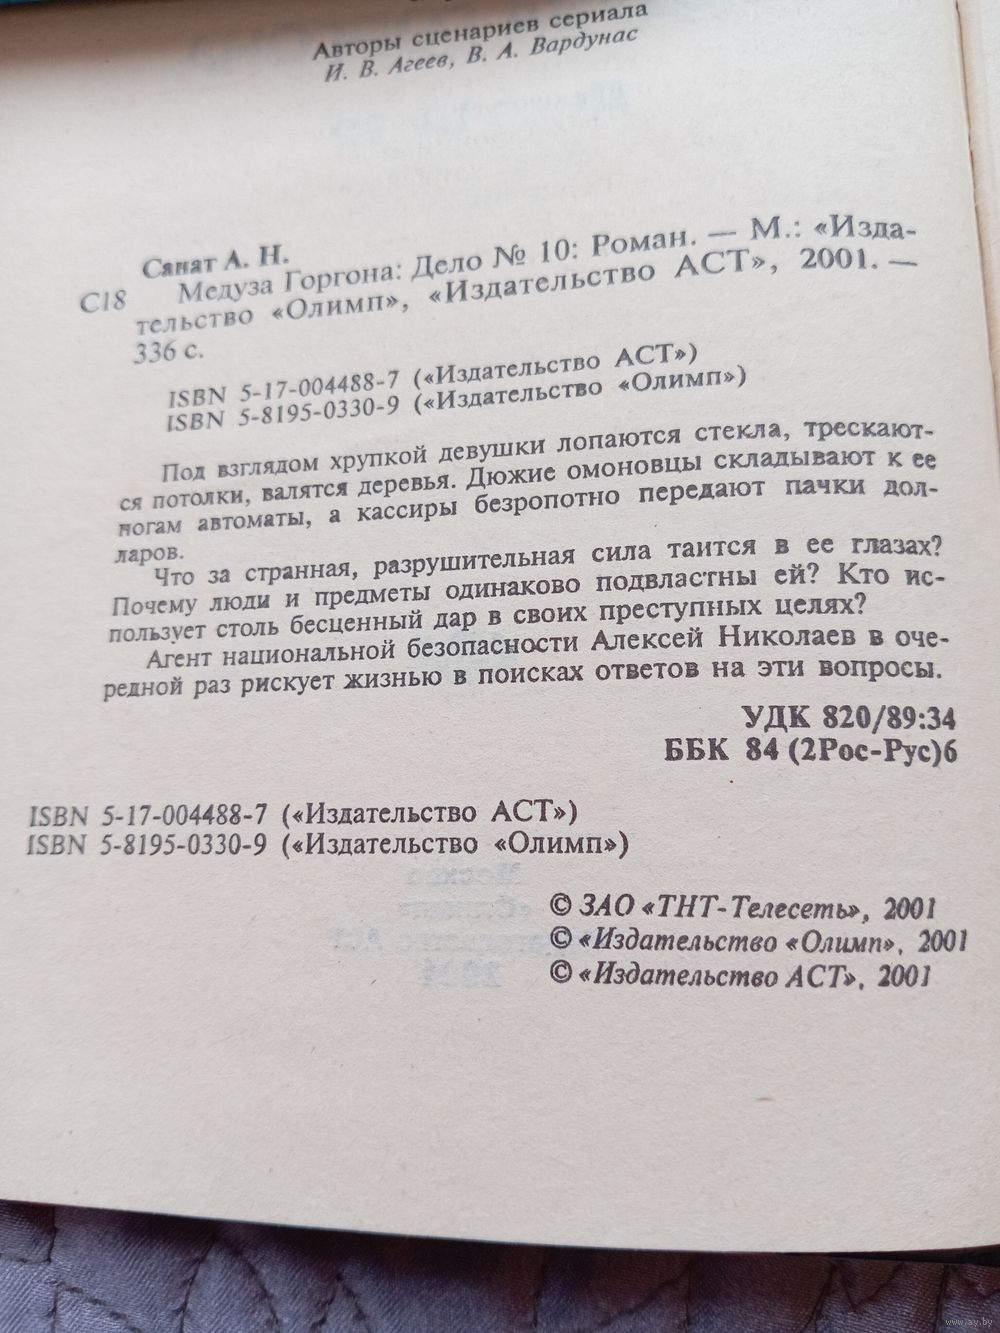 Авторы сценариев сериала
И. В. Агеев, В. А. Вардунас
Санат А. Н.
С18 Медуза Горгона: Дело № 10: Роман. — М.: «Изда-
тельство «Олимп», «Издательство АСТ», 2001. —
336 с.
ISBN 5-17-004488-7 («Издательство АСТ»)
ISBN 5-8195-0330-9 («Издательство «Олимп»)
Под взглядом хрупкой девушки лопаются стекла, трескают-
ся потолки, валятся деревья. Дюжие омоновцы складывают к ее
ногам автоматы, а кассиры безропотно передают пачки дол-
ларов.
Что за странная, разрушительная сила таится в ее глазах?
Почему люди и предметы одинаково подвластны ей? Кто ис-
пользует столь бесценный дар в своих преступных целях?
Агент национальной безопасности Алексей Николаев в оче-
редной раз рискует жизнью в поисках ответов на эти вопросы.
УДК 820/89:34
ББК 84 (2Рос-Рус)6
ISBN 5-17-004488-7 («Издательство АСТ»)
ISBN 5-8195-0330-9 («Издательство «Олимп»)
© ЗАО «ТНТ-Телесеть», 2001
© «Издательство «Олимп», 2001
© «Издательство АСТ», 2001
www.ay.by